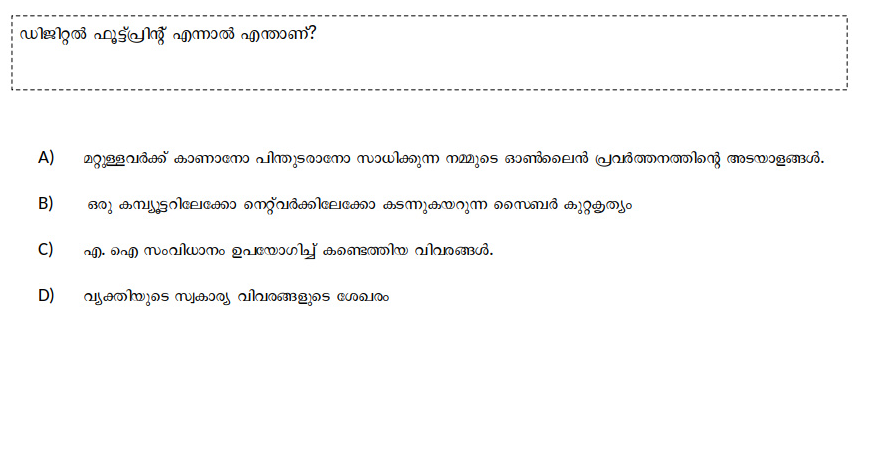 ഡിജിറ്റൽ ഫൂട്ട്പ്രിന്റ് എന്നാൽ എന്താണ്?
A) മറ്റുള്ളവർക്ക് കാണാനോ പിന്തുടരാനോ സാധിക്കുന്ന നമ്മുടെ ഓൺലൈൻ പ്രവർത്തനത്തിന്റെ അടയാളങ്ങൾ.
B) ഒരു കമ്പ്യൂട്ടറിലേക്കോ നെറ്റ്‌വർക്കിലേക്കോ കടന്നുകയറുന്ന സൈബർ കുറ്റകൃത്യം
C) എ. ഐ സംവിധാനം ഉപയോഗിച്ച് കണ്ടെത്തിയ വിവരങ്ങൾ.
D) വ്യക്തിയുടെ സ്വകാര്യ വിവരങ്ങളുടെ ശേഖരം